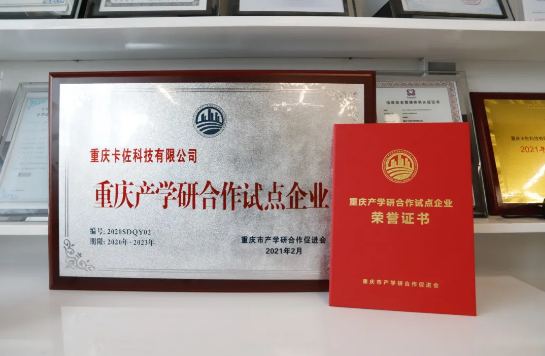 重庆卡佐科技有限公司
重庆产学研合作试点企业
编号: 2021SDQY02
期限: 2020年-2023年
重庆市产学研合作促进会
2021年2月
重庆产学研合作试点企业
荣誉证书
重庆市产学研合作促进会
2021年